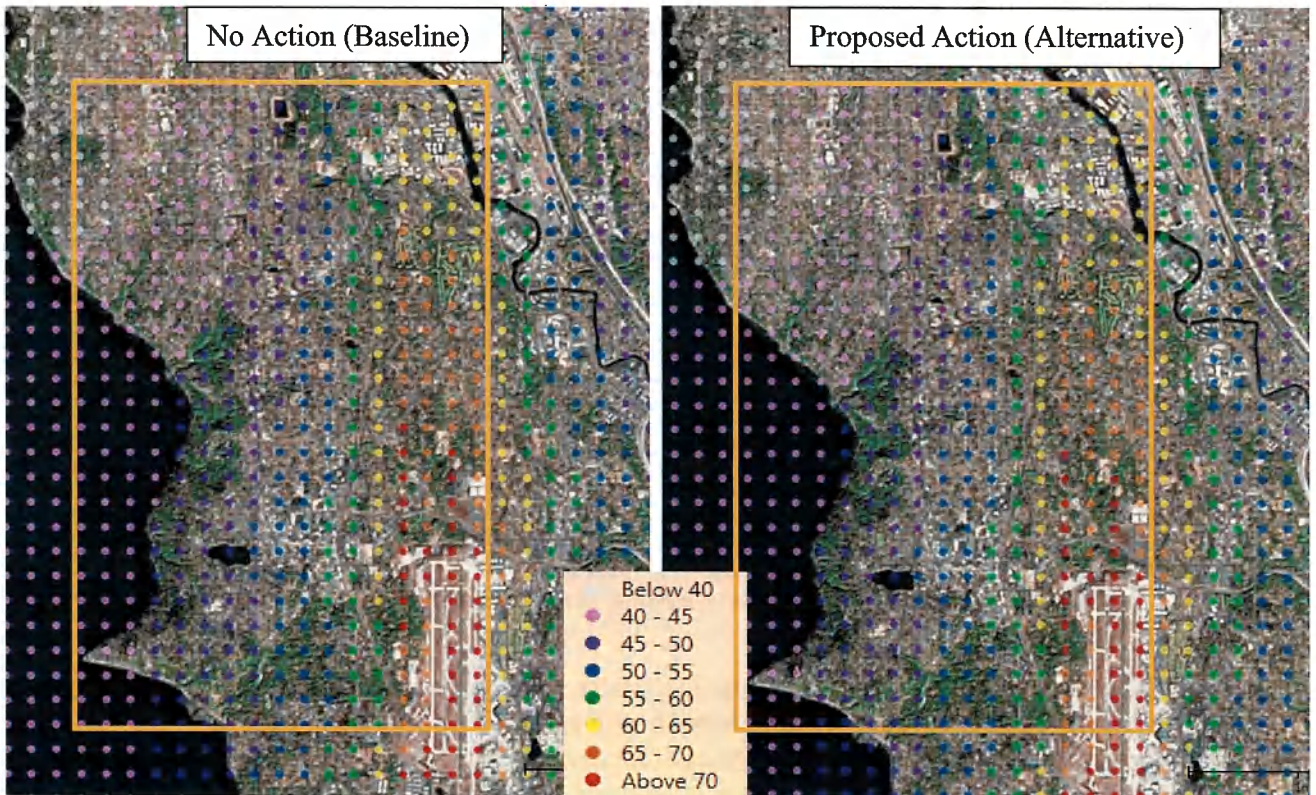 No Action (Baseline)
Proposed Action (Alternative)
Below 40
40 - 45
45 - 50
50 - 55
55 - 60
60 - 65
65 - 70
Above 70